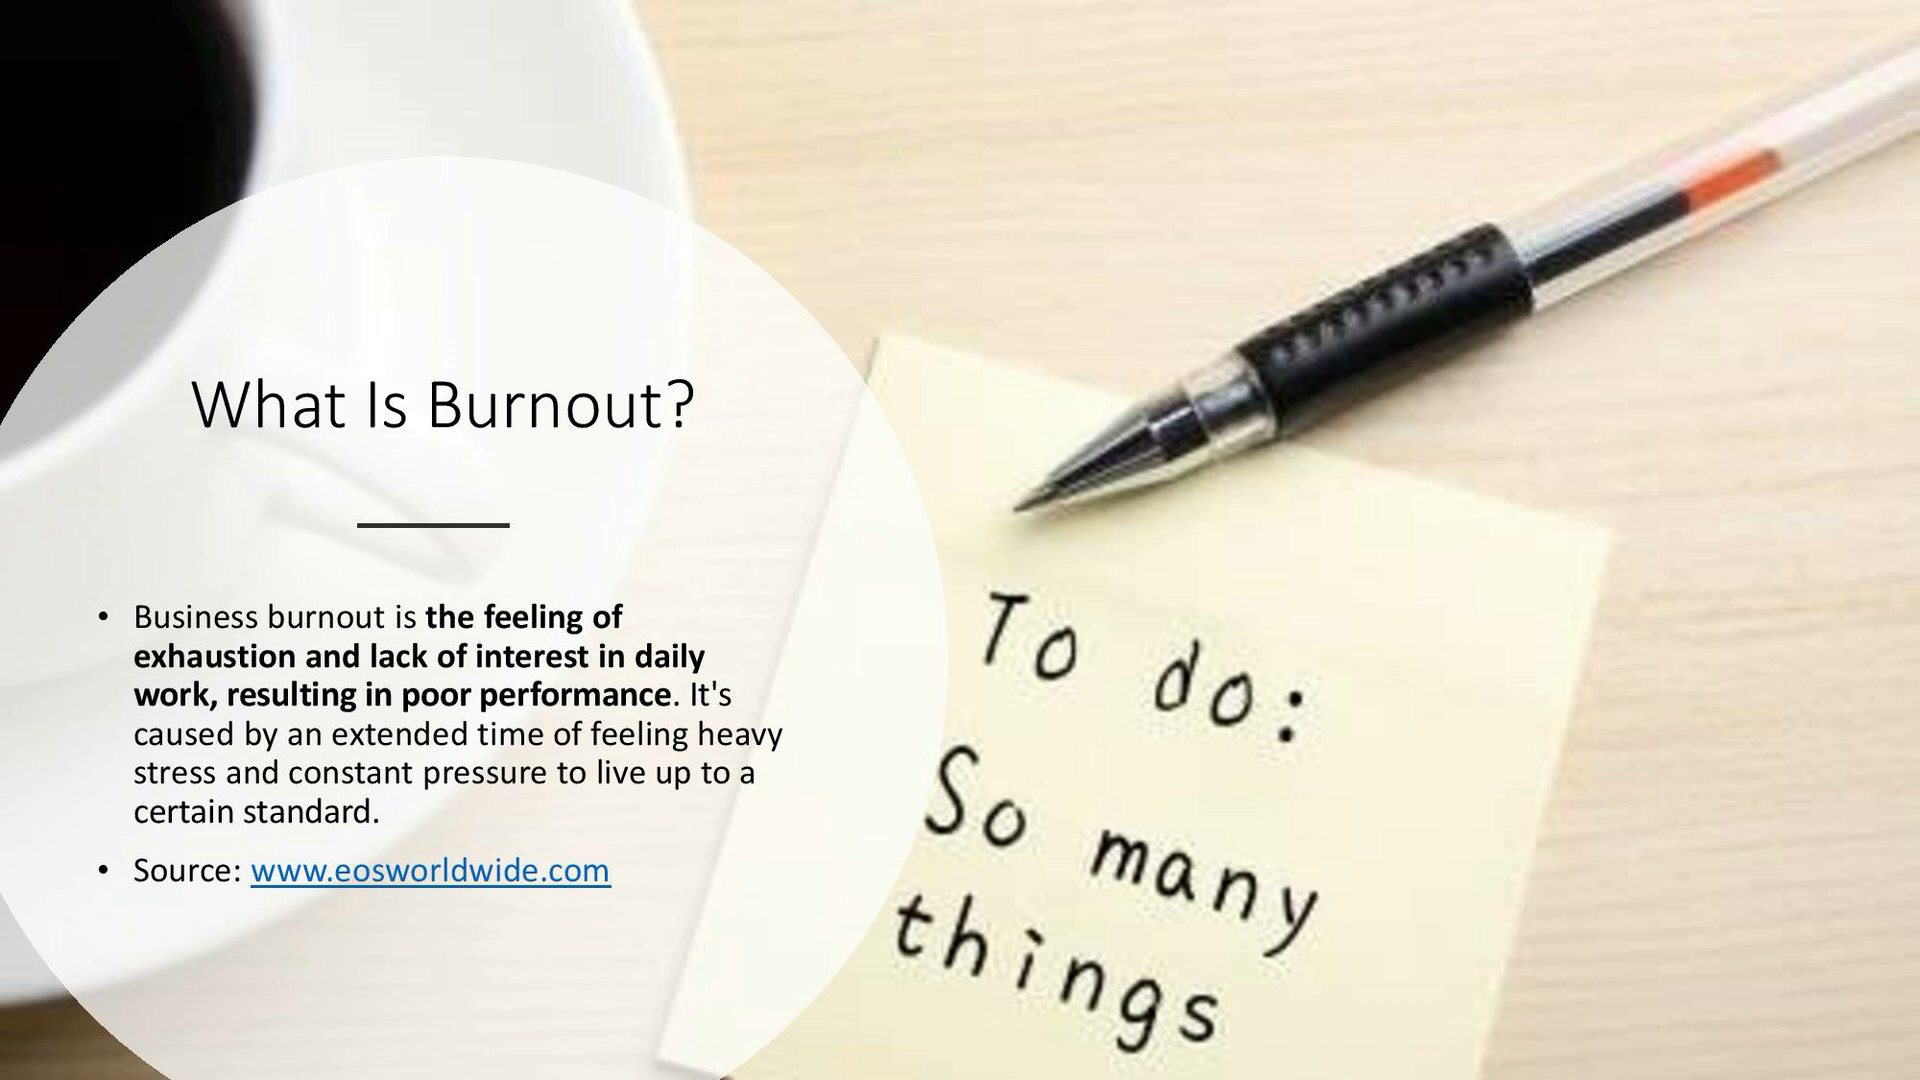 What Is Burnout?
• Business burnout is the feeling of
exhaustion and lack of interest in daily
work, resulting in poor performance. It's
caused by an extended time of feeling heavy
stress and constant pressure to live up to a
certain standard.
• Source: www.eosworldwide.com
To do:
So many
things